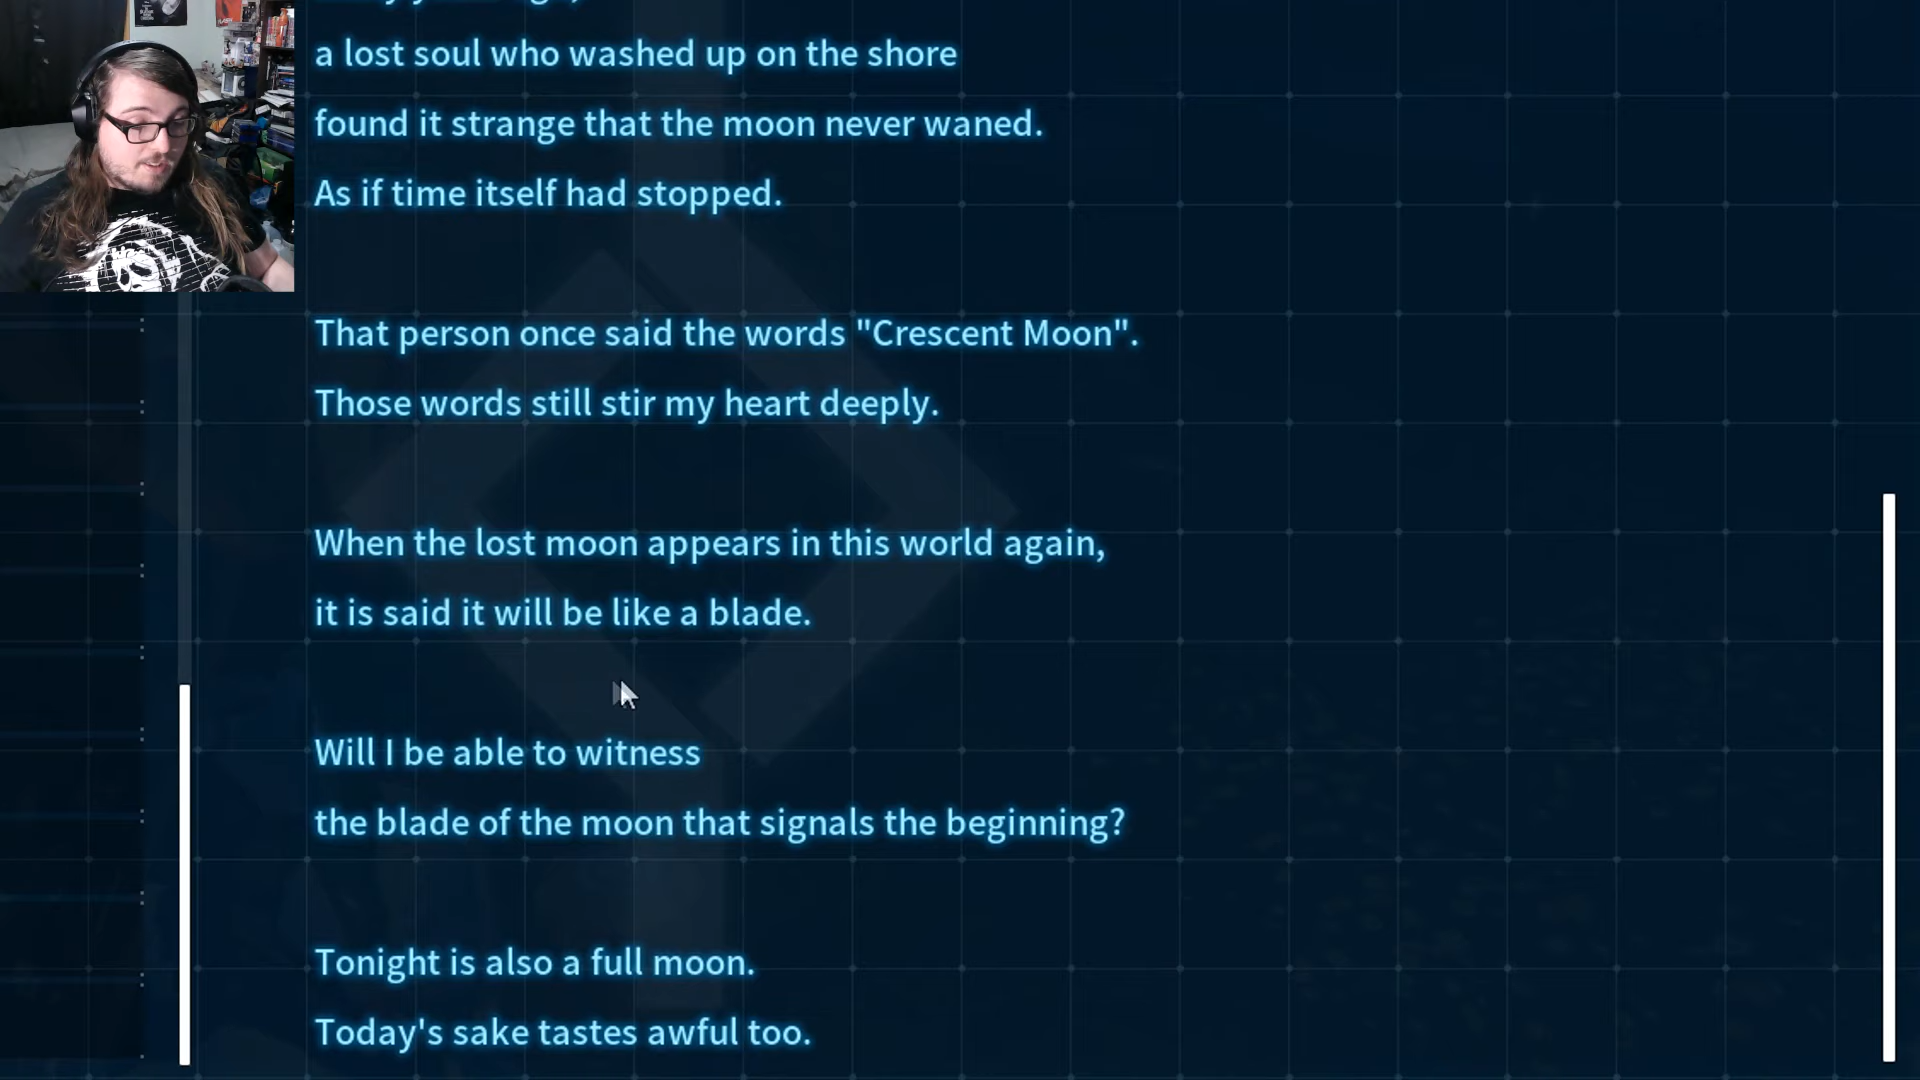 a lost soul who washed up on the shore
found it strange that the moon never waned.
As if time itself had stopped.
That person once said the words "Crescent Moon".
Those words still stir my heart deeply.
When the lost moon appears in this world again,
it is said it will be like a blade.
Will I be able to witness
the blade of the moon that signals the beginning?
Tonight is also a full moon.
Today's sake tastes awful too.